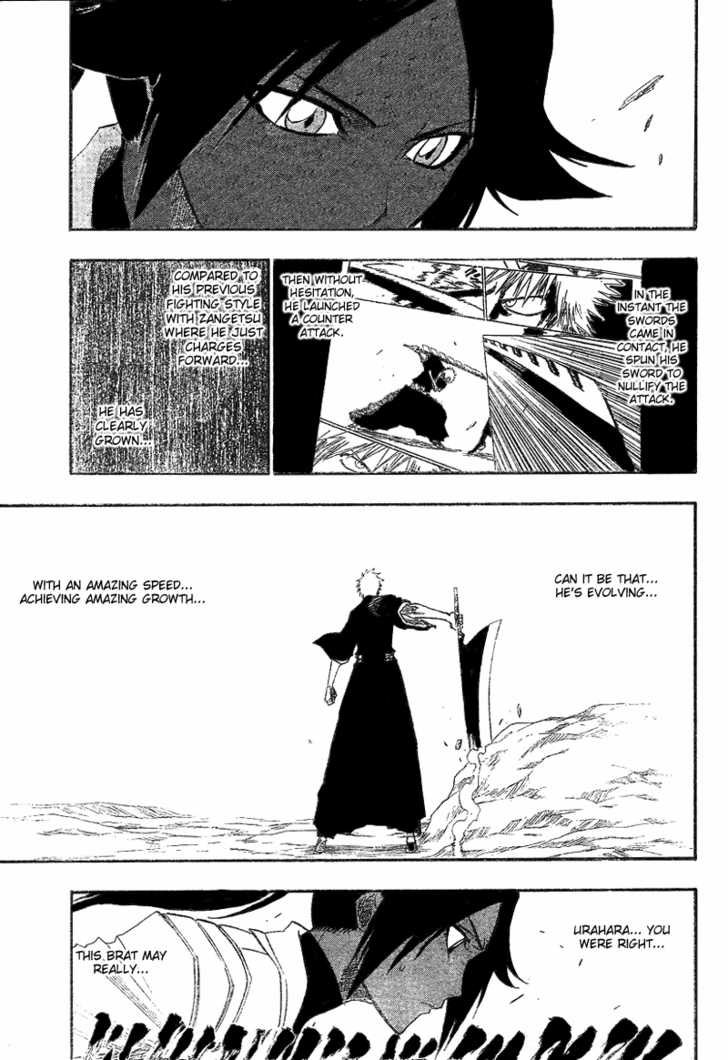 IN THE
INSTANT THE
SWORDS
CAME IN
CONTACT, HE
SPUN HIS
SWORD TO
NULLIFY THE
ATTACK.
THEN WITHOUT
HESITATION,
HE LAUNCHED
A COUNTER
ATTACK.
COMPARED TO
HIS PREVIOUS
FIGHTING STYLE
WITH ZANGETSU
WHERE HE JUST
CHARGES
FORWARD...
HE HAS
CLEARLY
GROWN...
CAN IT BE THAT...
HE'S EVOLVING...
WITH AN AMAZING SPEED...
ACHIEVING AMAZING GROWTH...
URAHARA... YOU
WERE RIGHT...
THIS BRAT MAY
REALLY...